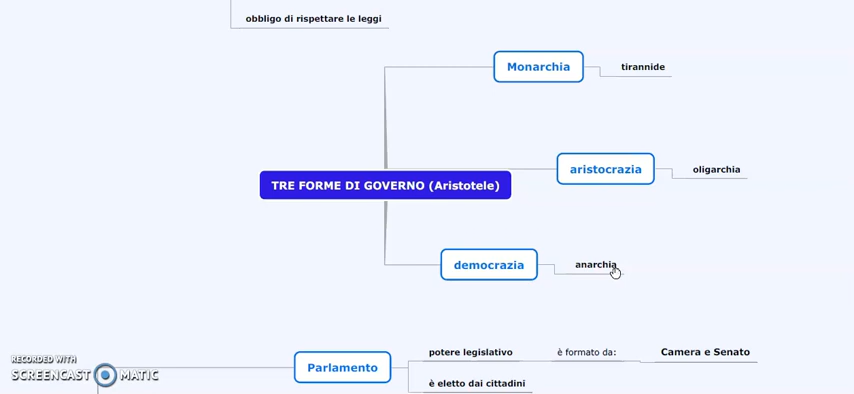 obbligo di rispettare le leggi
Monarchia
tirannide
TRE FORME DI GOVERNO (Aristotele)
aristocrazia
oligarchia
democrazia
anarchia
Parlamento
potere legislativo
è formato da:
Camera e Senato
è eletto dai cittadini
RECORDED WITH
SCREENCAST MATIC